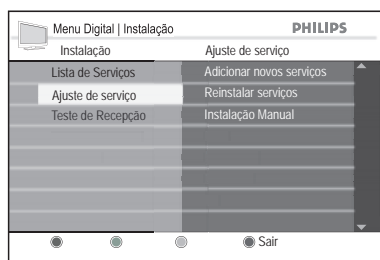 Menu Digital | Instalação PHILIPS
Instalação Ajuste de serviço
Lista de Serviços Adicionar novos serviços
Ajuste de serviço Reinstalar serviços
Teste de Recepção Instalação Manual
Sair